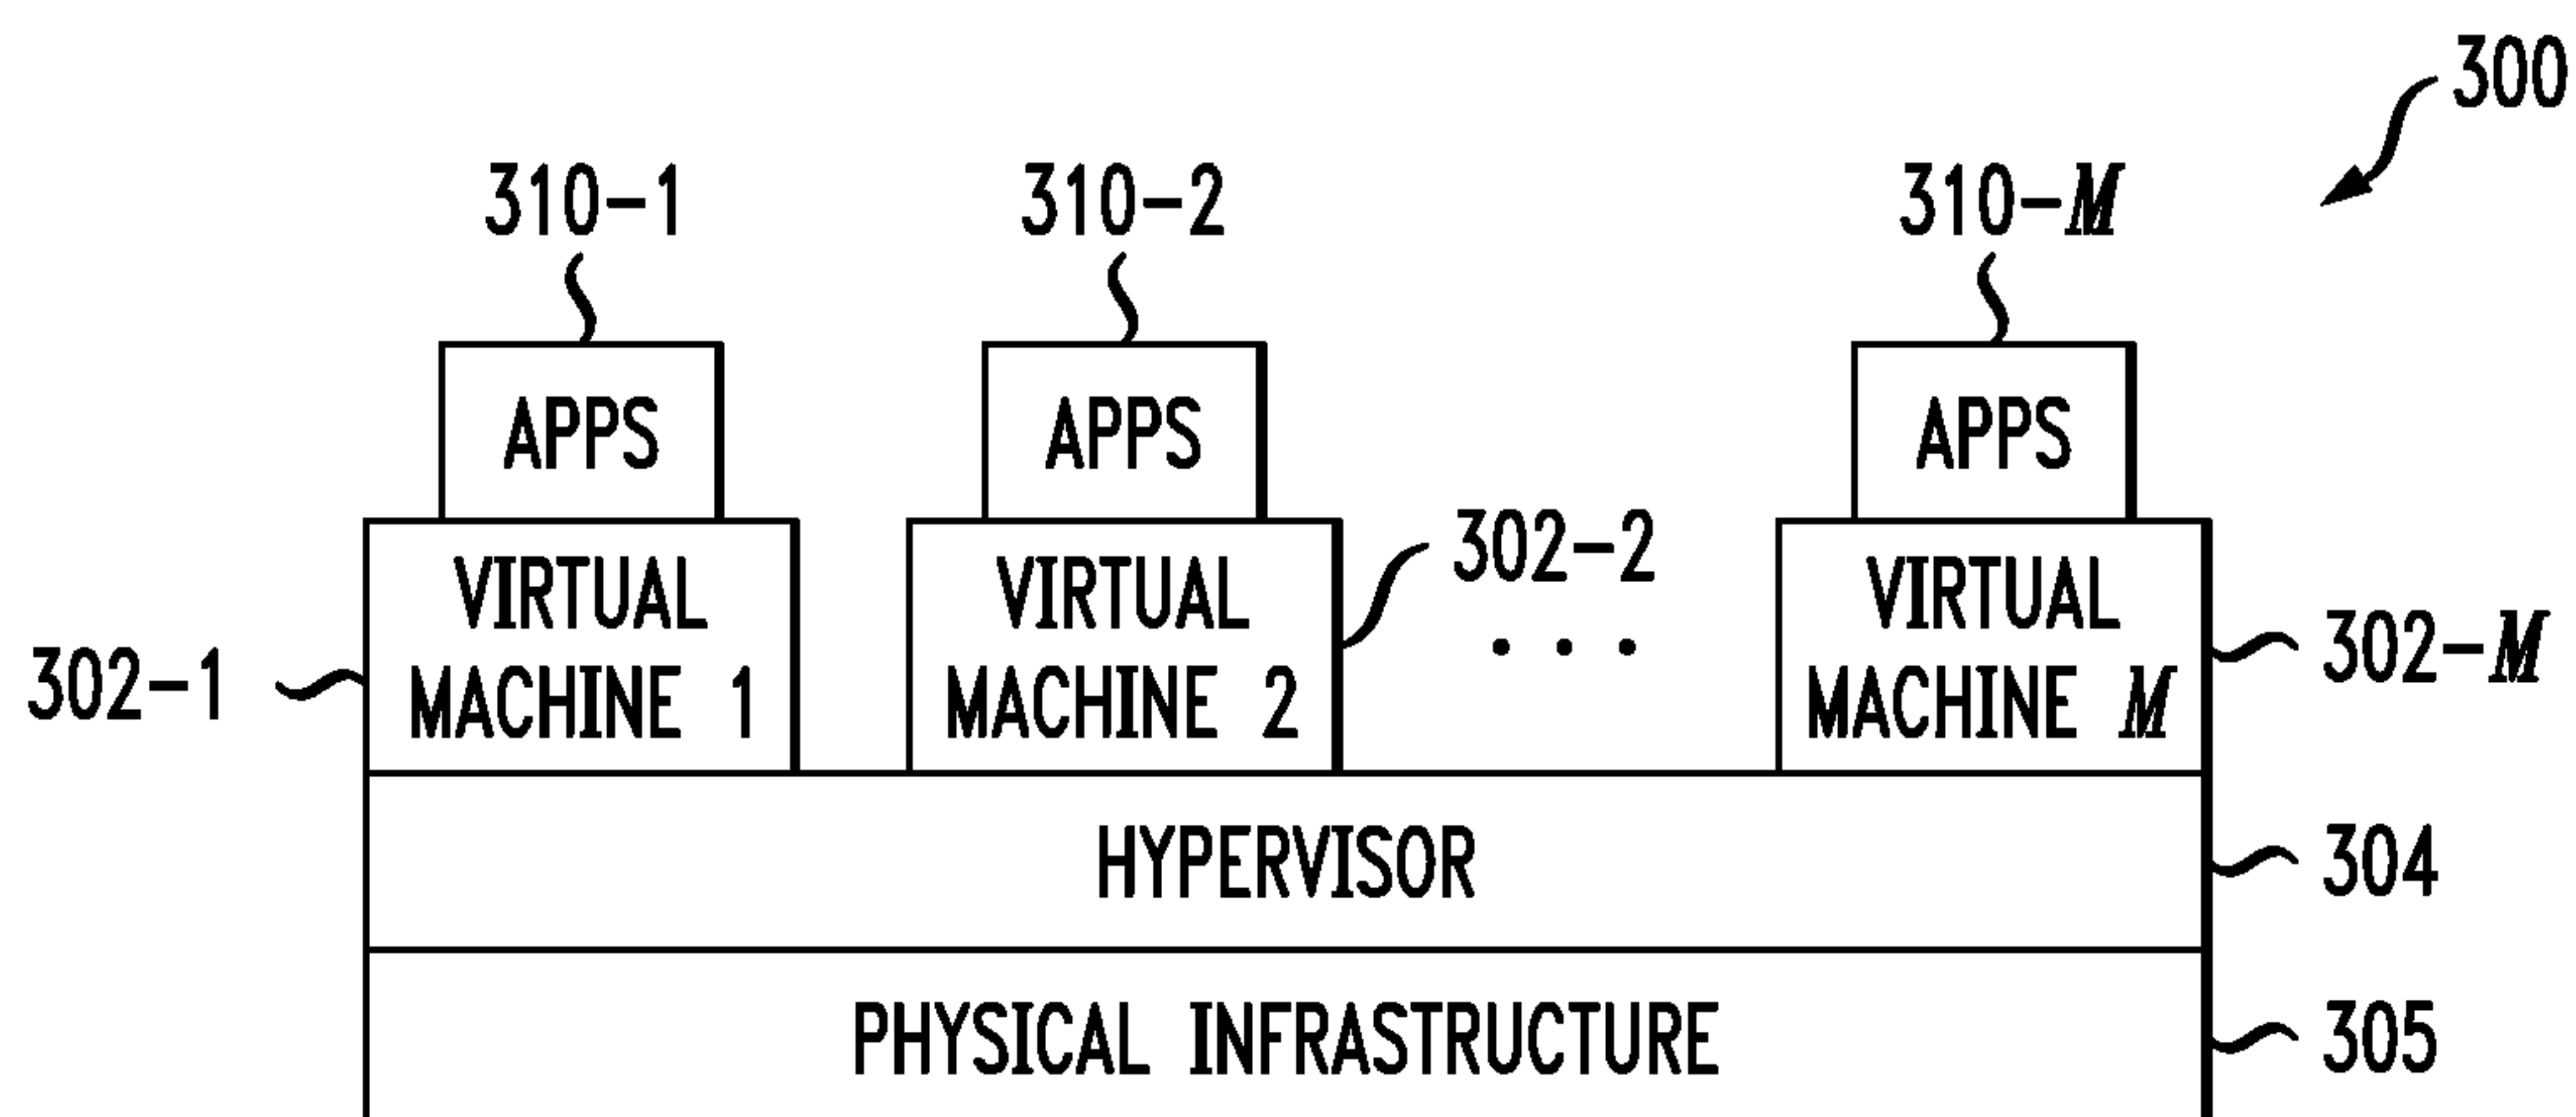 300
310-1
310-2
310-M
APPS
APPS
APPS
302-2
VIRTUAL
MACHINE 1
VIRTUAL
MACHINE 2
. . .
VIRTUAL
MACHINE M
302-1
302-M
HYPERVISOR
304
PHYSICAL INFRASTRUCTURE
305